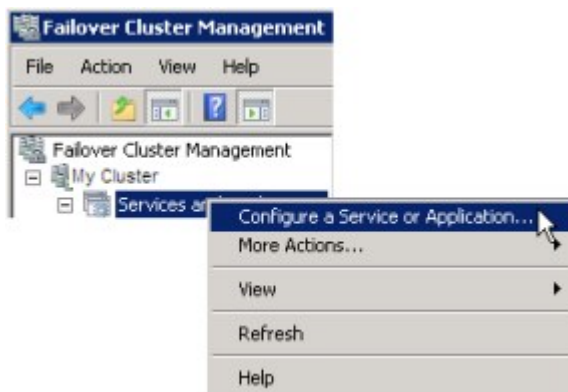 Failover Cluster Management
File Action View Help
Failover Cluster Management
My Cluster
Services
Configure a Service or Application...
More Actions...
View
Refresh
Help